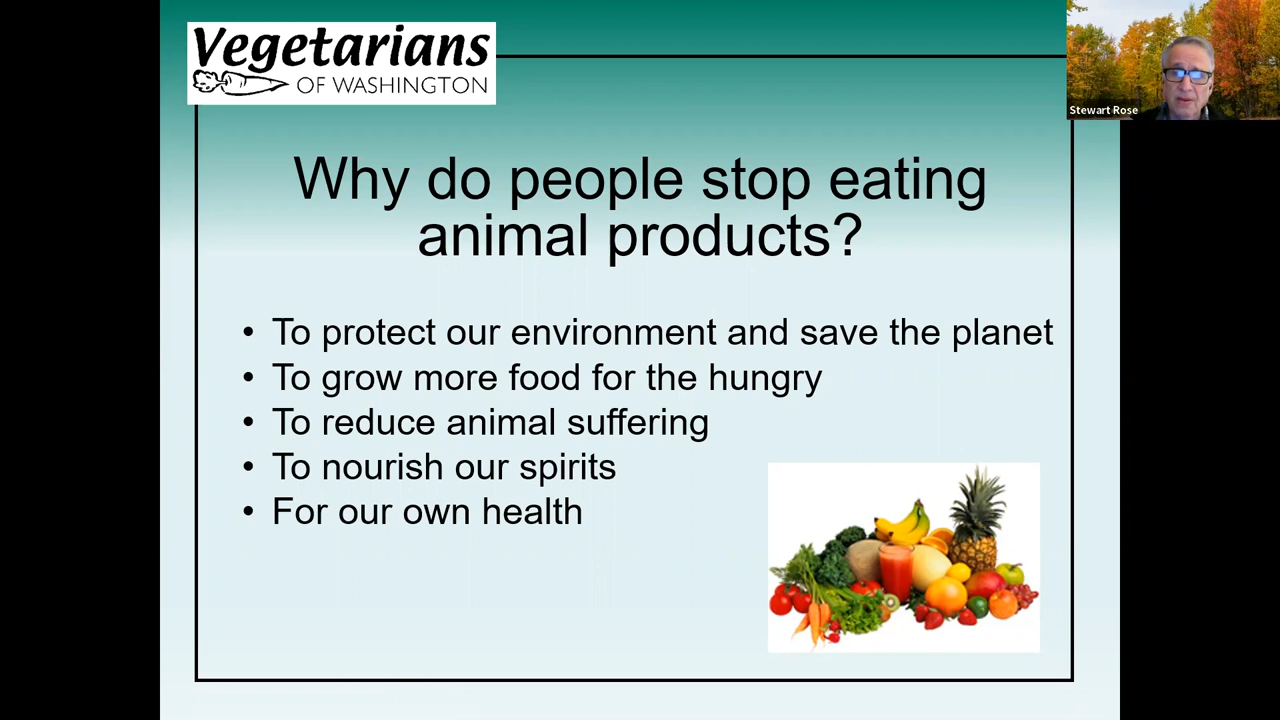 Vegetarians
OF WASHINGTON
Stewart Rose
Why do people stop eating
animal products?
• To protect our environment and save the planet
• To grow more food for the hungry
• To reduce animal suffering
• To nourish our spirits
• For our own health